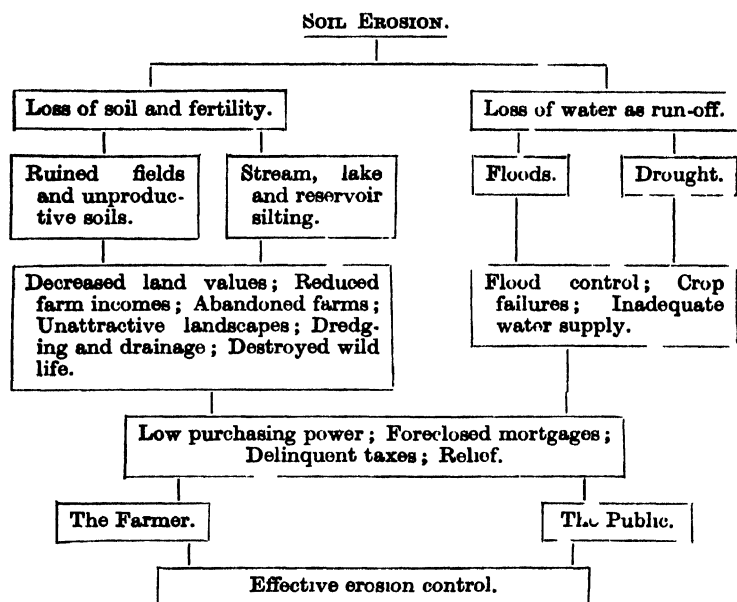 SOIL EROSION.
Loss of soil and fertility.
Loss of water as run-off.
Ruined fields
and unproduc-
tive soils.
Stream, lake
and reservoir
silting.
Floods.
Drought.
Decreased land values; Reduced
farm incomes; Abandoned farms;
Unattractive landscapes; Dredg-
ing and drainage; Destroyed wild
life.
Flood control; Crop
failures; Inadequate
water supply.
Low purchasing power; Foreclosed mortgages;
Delinquent taxes; Relief.
The Farmer.
The Public.
Effective erosion control.